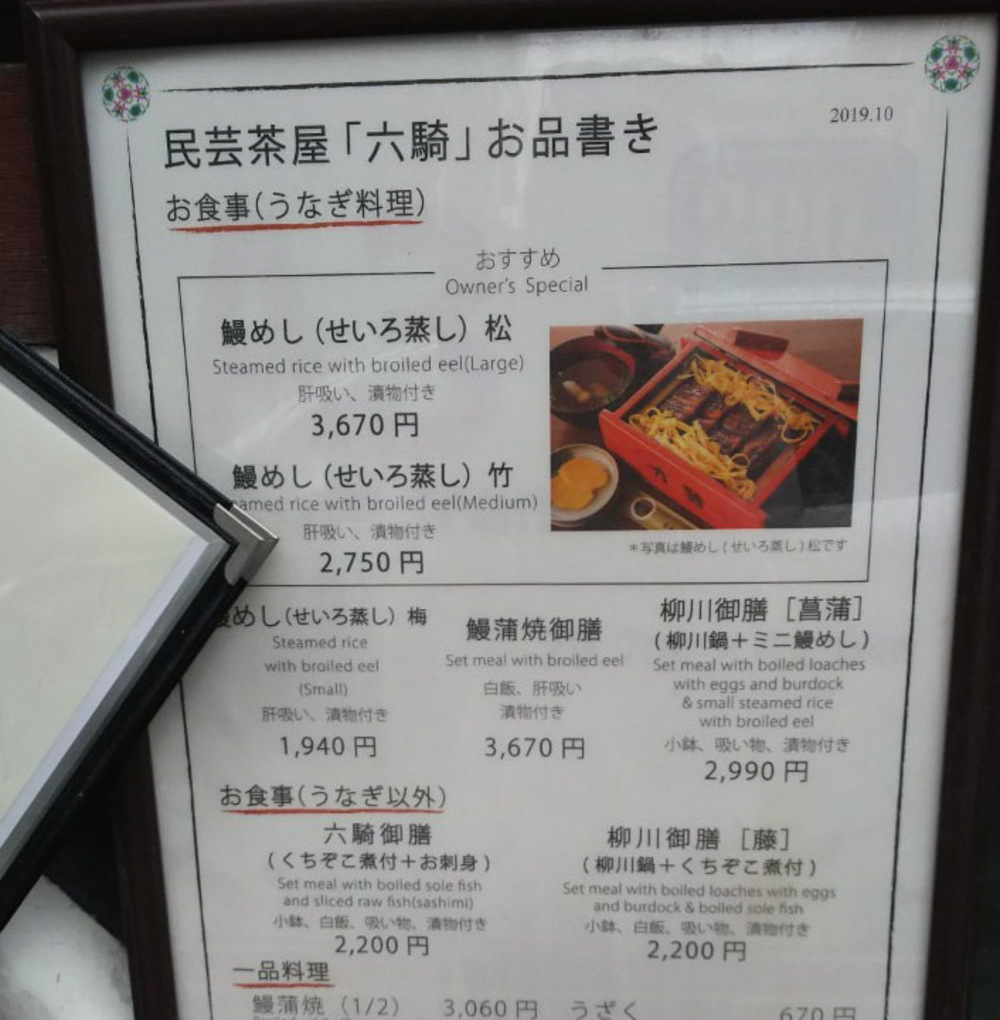 2019.10
民芸茶屋「六騎」お品書き
お食事(うなぎ料理)
おすすめ
Owner's Special
鰻めし(せいろ蒸し)松
Steamed rice with broiled eel(Large)
肝吸い、漬物付き
3,670 円
鰻めし(せいろ蒸し)竹
amed rice with broiled eel(Medium)
肝吸い、漬物付き
2,750 円
*写真は鰻めし(せいろ蒸し)松です
めし(せいろ蒸し)梅
Steamed rice
with broiled eel
(Small)
肝吸い、漬物付き
1,940 円
鰻蒲焼御膳
Set meal with broiled eel
白飯、肝吸い
漬物付き
3,670 円
柳川御膳[菖蒲]
(柳川鍋+ミニ鰻めし)
Set meal with boiled loaches
with eggs and burdock
& small steamed rice
with broiled eel
小鉢、吸い物、漬物付き
2,990 円
お食事(うなぎ以外)
六騎御膳
(くちぞこ煮付+お刺身)
Set meal with boiled sole fish
and sliced raw fish(sashimi)
小鉢、白飯、吸い物、漬物付き
2,200 円
柳川御膳[藤]
(柳川鍋+くちぞこ煮付)
Set meal with boiled loaches with eggs
and burdock & boiled sole fish
小鉢、白飯、吸い物、漬物付き
2,200 円
一品料理
鰻蒲焼(1/2) 3,060 円 うざく 670 円